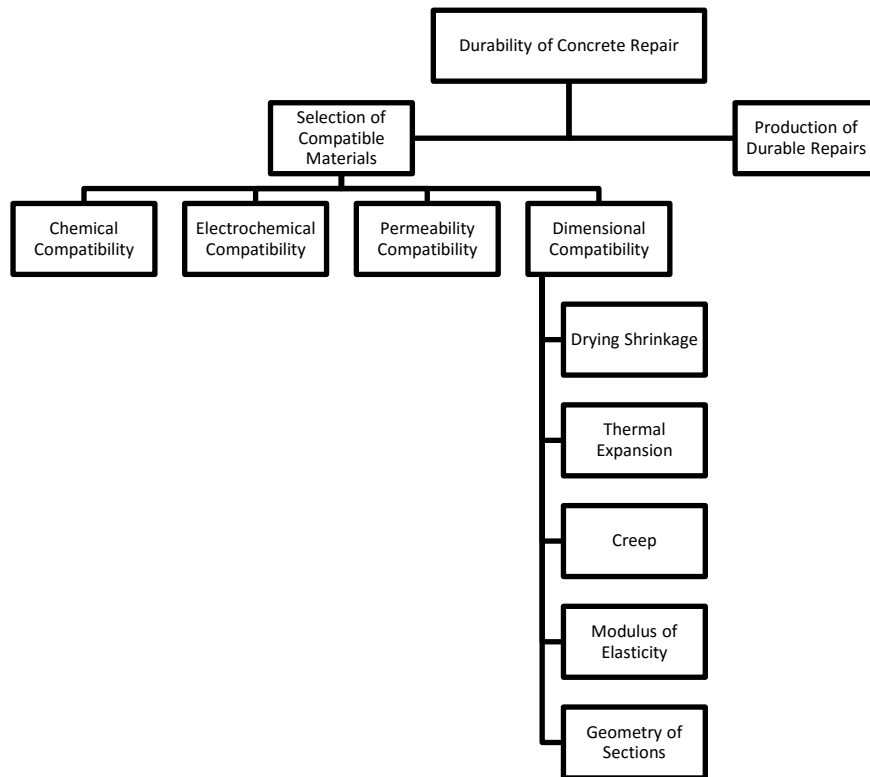 Durability of Concrete Repair
Selection of
Compatible
Materials
Production of
Durable Repairs
Chemical
Compatibility
Electrochemical
Compatibility
Permeability
Compatibility
Dimensional
Compatibility
Drying Shrinkage
Thermal
Expansion
Creep
Modulus of
Elasticity
Geometry of
Sections